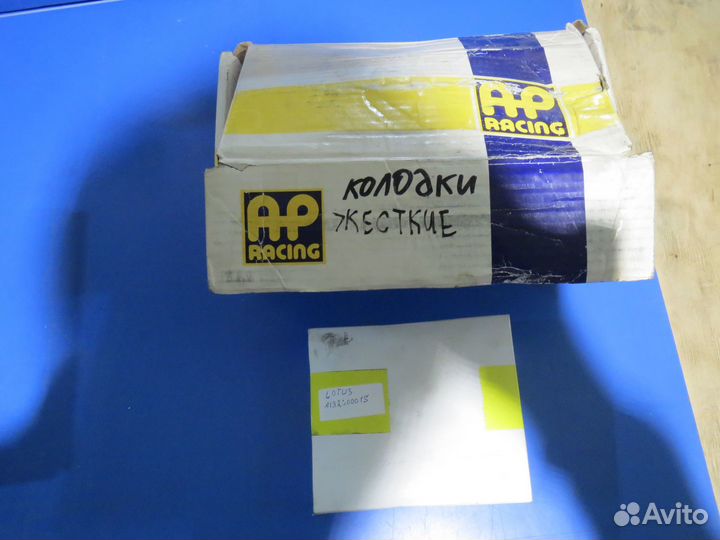 AP
RACING
колодки
ЖЕСТКИЕ
AP
RACING
LOTUS
Avito